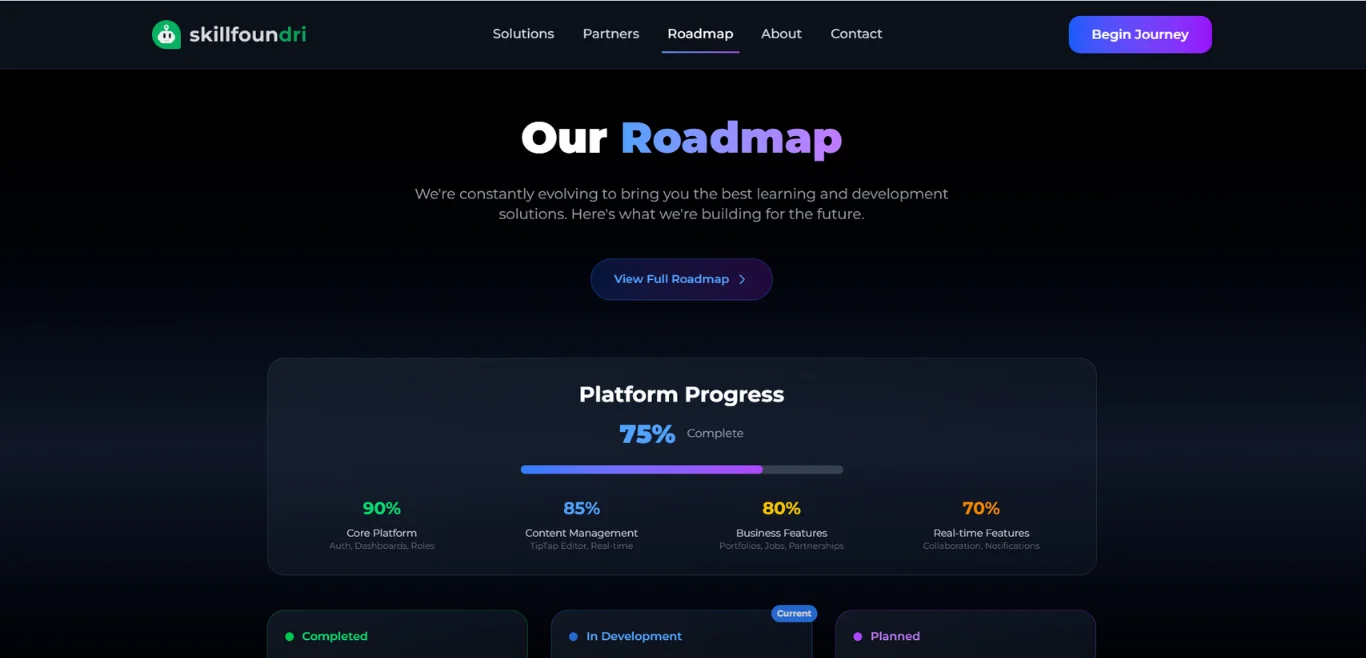 skillfoundri
Solutions
Partners
Roadmap
About
Contact
Begin Journey
Our Roadmap
We're constantly evolving to bring you the best learning and development
solutions. Here's what we're building for the future.
View Full Roadmap
Platform Progress
75% Complete
90%
Core Platform
Auth, Dashboards, Roles
85%
Content Management
TipTap Editor, Real-time
80%
Business Features
Portfolios, Jobs, Partnerships
70%
Real-time Features
Collaboration, Notifications
Completed
Current
In Development
Planned